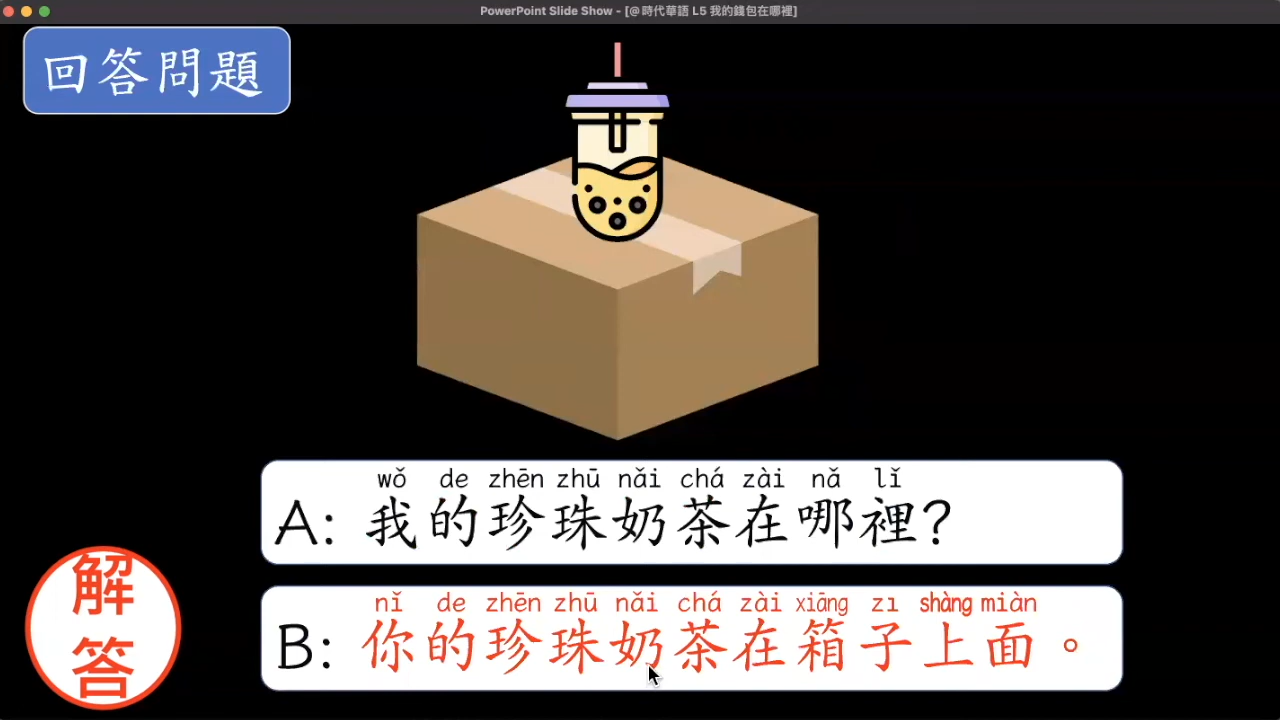 PowerPoint Slide Show - [@時代華語 L5 我的錢包在哪裡]
回答問題
wǒ de zhēn zhū nǎi chá zài nǎ lǐ
A: 我的珍珠奶茶在哪裡?
nǐ de zhēn zhū nǎi chá zài xiāng zı shàng miàn
B: 你的珍珠奶茶在箱子上面。
解
答